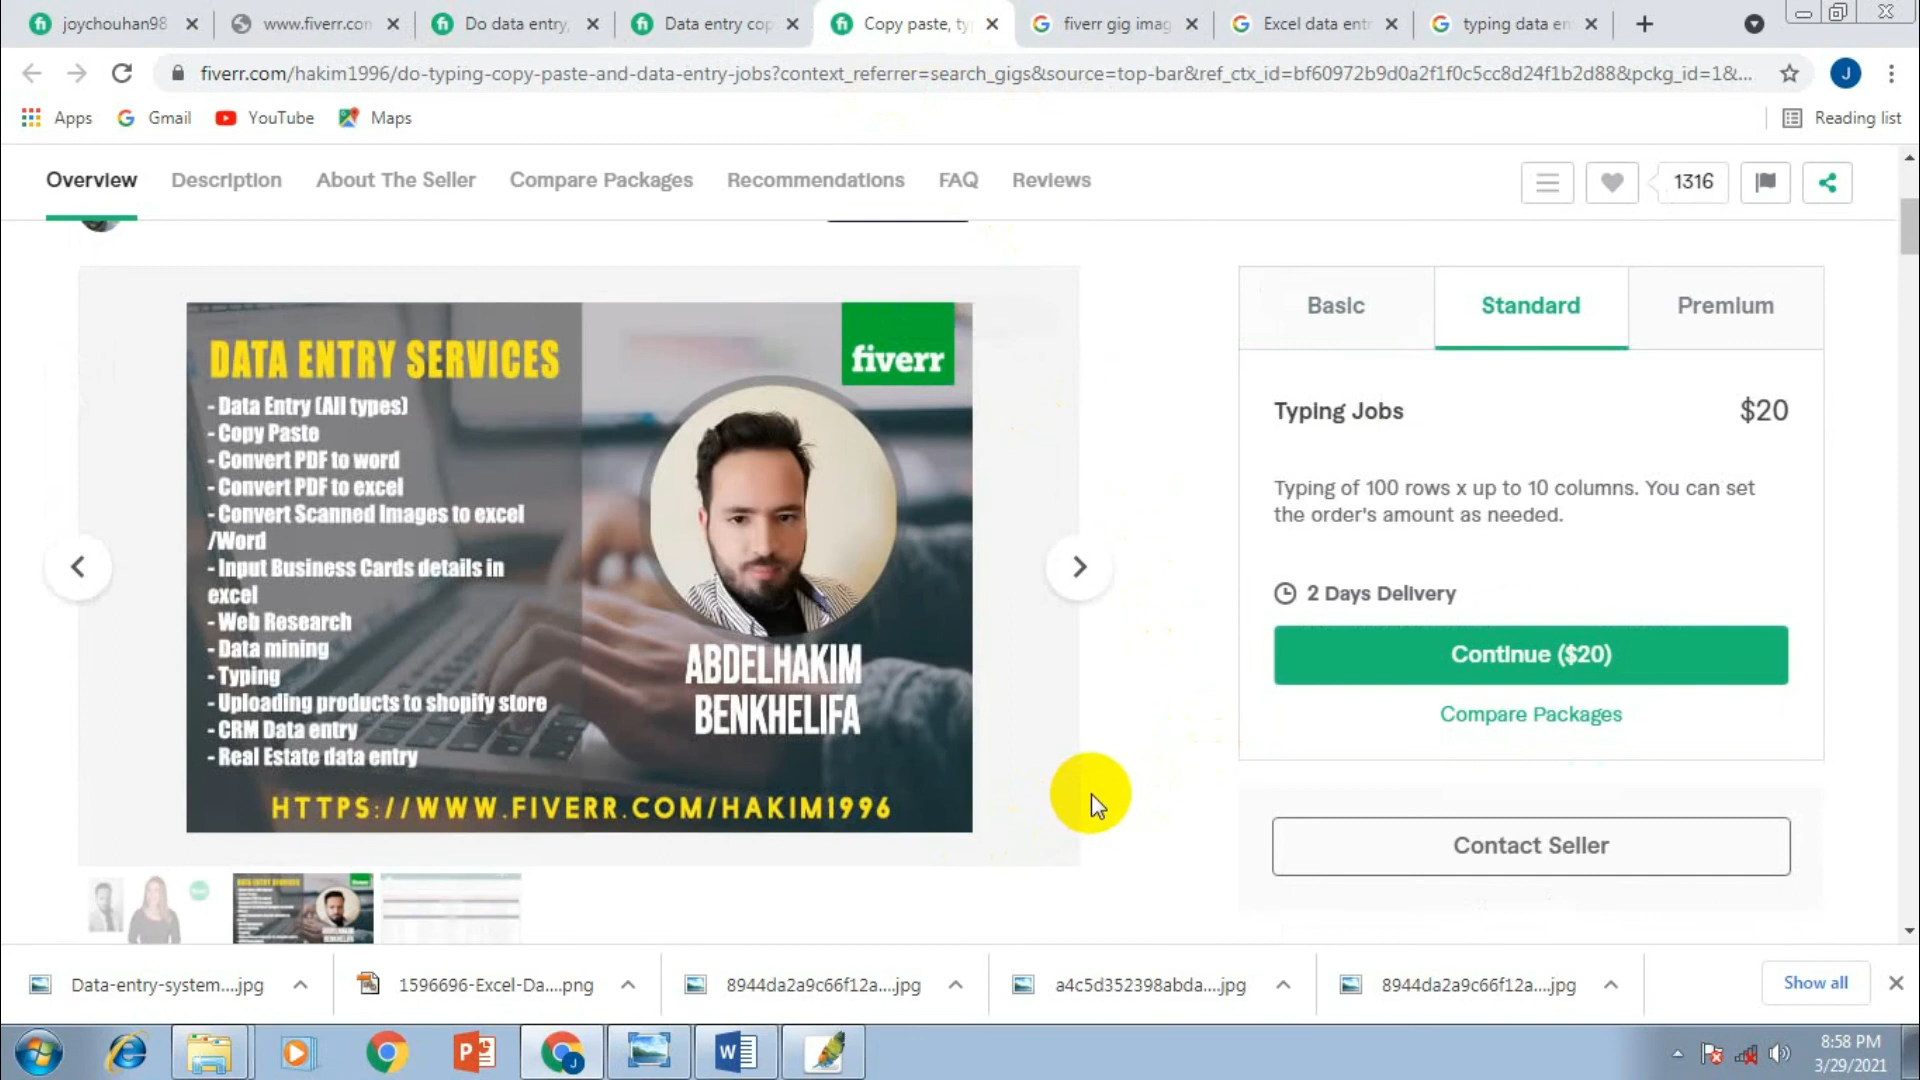 joychouhan98
www.fiverr.con
Do data entry,
Data entry cop
Copy paste, ty
fiverr gig imag
Excel data entr
typing data en
fiverr.com/hakim1996/do-typing-copy-paste-and-data-entry-jobs?context_referrer=search_gigs&source=top-bar&ref_ctx_id=bf60972b9d0a2f1f0c5cc8d24f1b2d88&pckg_id=1&...
J
Apps
Gmail
YouTube
Maps
Reading list
Overview
Description
About The Seller
Compare Packages
Recommendations
FAQ
Reviews
1316
DATA ENTRY SERVICES
- Data Entry (All types)
- Copy Paste
- Convert PDF to word
- Convert PDF to excel
- Convert Scanned Images to excel
/Word
- Input Business Cards details in
excel
- Web Research
- Data mining
- Typing
- Uploading products to shopify store
- CRM Data entry
- Real Estate data entry
fiverr
ABDELHAKIM
BENKHELIFA
HTTPS://WWW.FIVERR.COM/HAKIM1996
Basic
Standard
Premium
Typing Jobs
$20
Typing of 100 rows x up to 10 columns. You can set
the order's amount as needed.
2 Days Delivery
Continue ($20)
Compare Packages
Contact Seller
Data-entry-system....jpg
1596696-Excel-Da....png
8944da2a9c66f12a....jpg
a4c5d352398abda....jpg
8944da2a9c66f12a....jpg
Show all
8:58 PM
3/29/2021